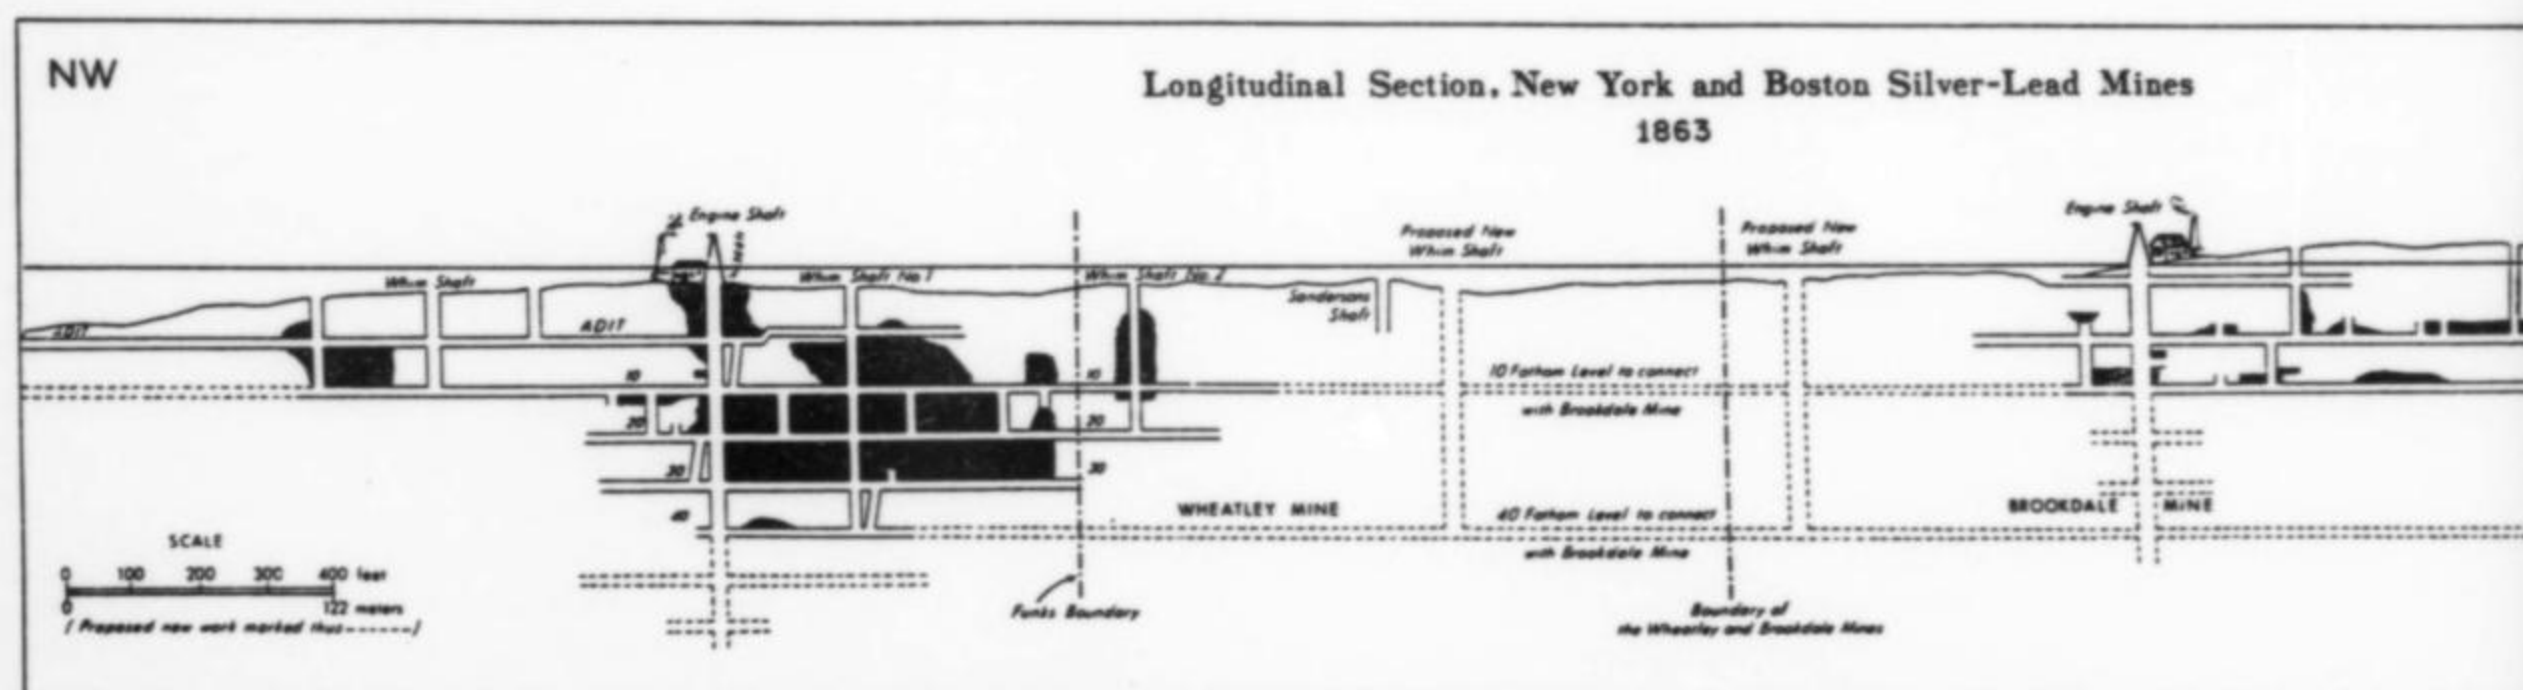 NW
Longitudinal Section, New York and Boston Silver-Lead Mines
1863
Engine Shaft
Whim Shaft
Whim Shaft No 1
Whim Shaft No 2
Proposed New
Whim Shaft
Proposed New
Whim Shaft
Engine Shaft
Sandersons
Shaft
ADIT
ADIT
10
10
10 Fathom Level to connect
with Brookdale Mine
20
20
30
30
40
WHEATLEY MINE
40 Fathom Level to connect
with Brookdale Mine
BROOKDALE MINE
SCALE
0 100 200 300 400 feet
0 122 meters
( Proposed new work marked thus ------ )
Funks Boundary
Boundary of
the Wheatley and Brookdale Mines